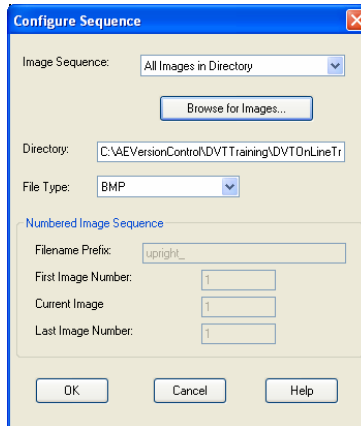 Configure Sequence
Image Sequence: All Images in Directory
Browse for Images...
Directory: C:\AEVersionControl\DVTTraining\DVTOnLineTr
File Type: BMP
Numbered Image Sequence
Filename Prefix: upright_
First Image Number: 1
Current Image 1
Last Image Number: 1
OK Cancel Help